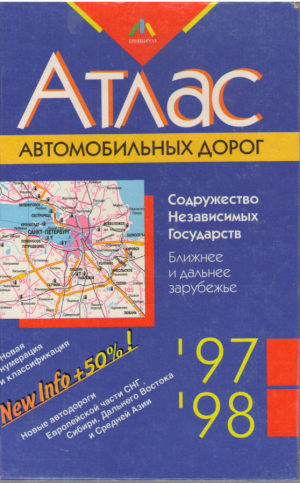 ТРИВИУМ
АТЛАС
АВТОМОБИЛЬНЫХ ДОРОГ
Содружество
Независимых
Государств
Ближнее
и дальнее
зарубежье
САНКТ-ПЕТЕРБУРГ
Новая
нумерация
и классификация
New Info +50%!
'97
'98
Новые автодороги
Европейской части СНГ,
Сибири, Дальнего Востока
и Средней Азии